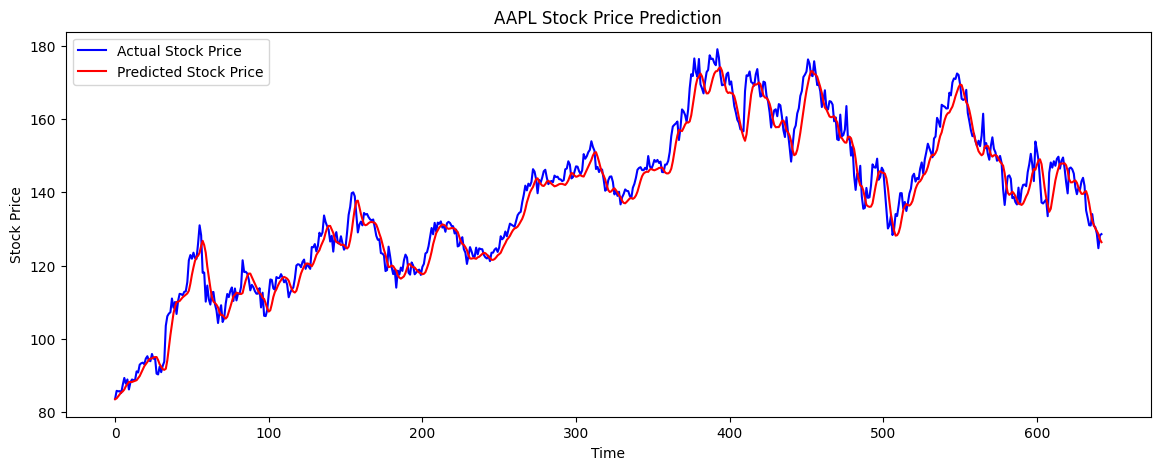 AAPL Stock Price Prediction
Actual Stock Price
Predicted Stock Price
Stock Price
180
160
140
120
100
80
0 100 200 300 400 500 600
Time